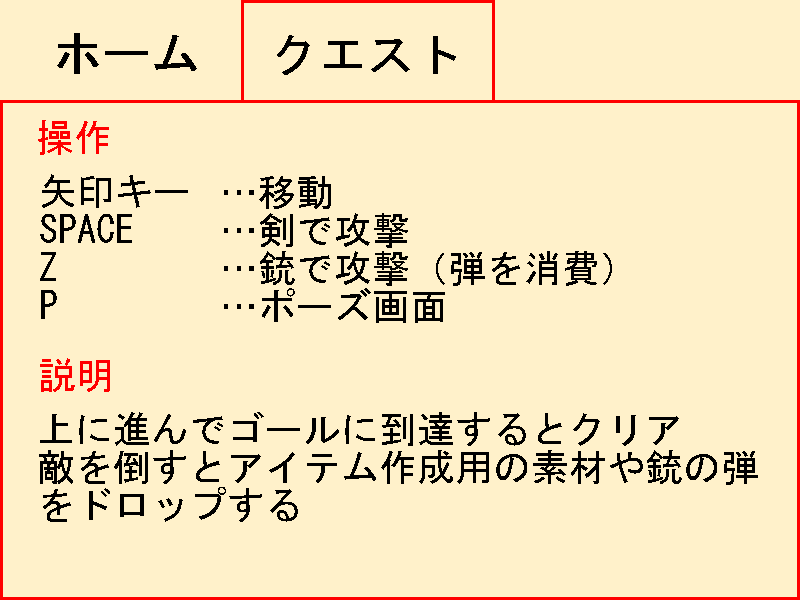 ホーム クエスト
操作
矢印キー …移動
SPACE …剣で攻撃
Z …銃で攻撃（弾を消費）
P …ポーズ画面
説明
上に進んでゴールに到達するとクリア
敵を倒すとアイテム作成用の素材や銃の弾
をドロップする